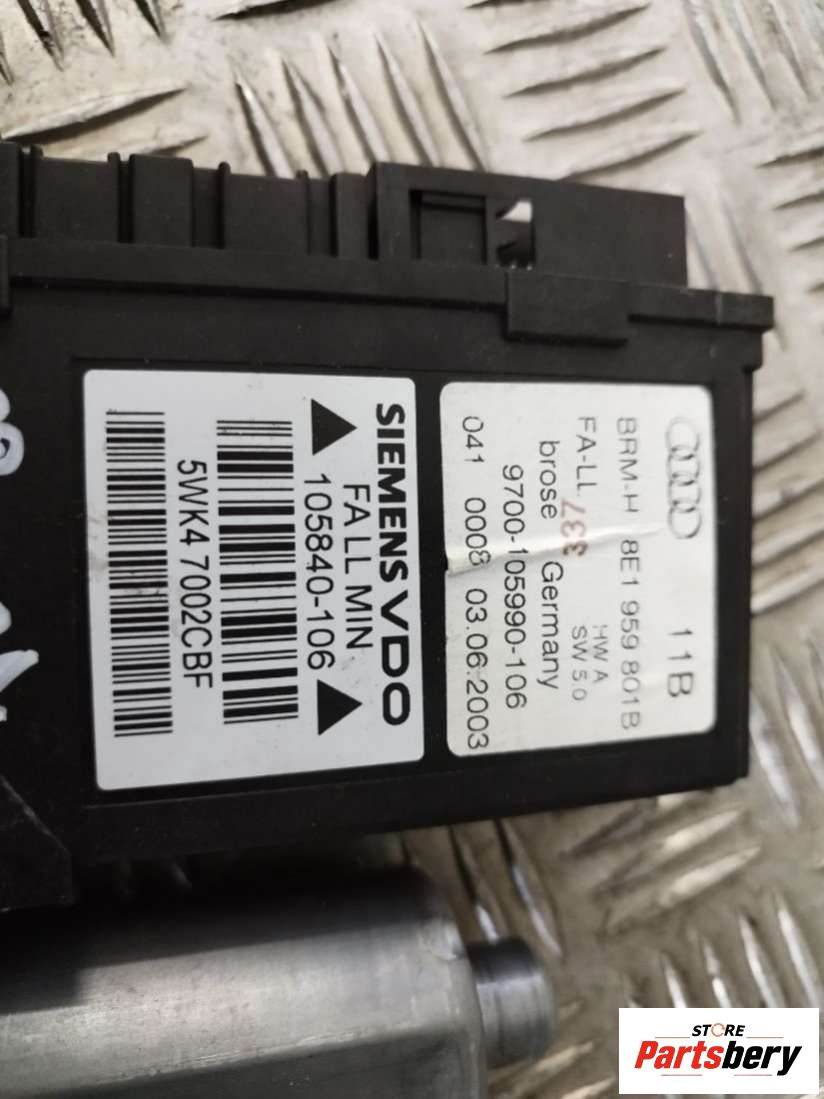 SIEMENS VDO
FA LL MIN
105840-106
5WK4 7002CBF
11B
BRM-H 8E1 959 801B
HW A
FA-LL SW 5.0
337
brose Germany
9700-105990-106
041 0008 03.06.2003
STORE
Partsbery